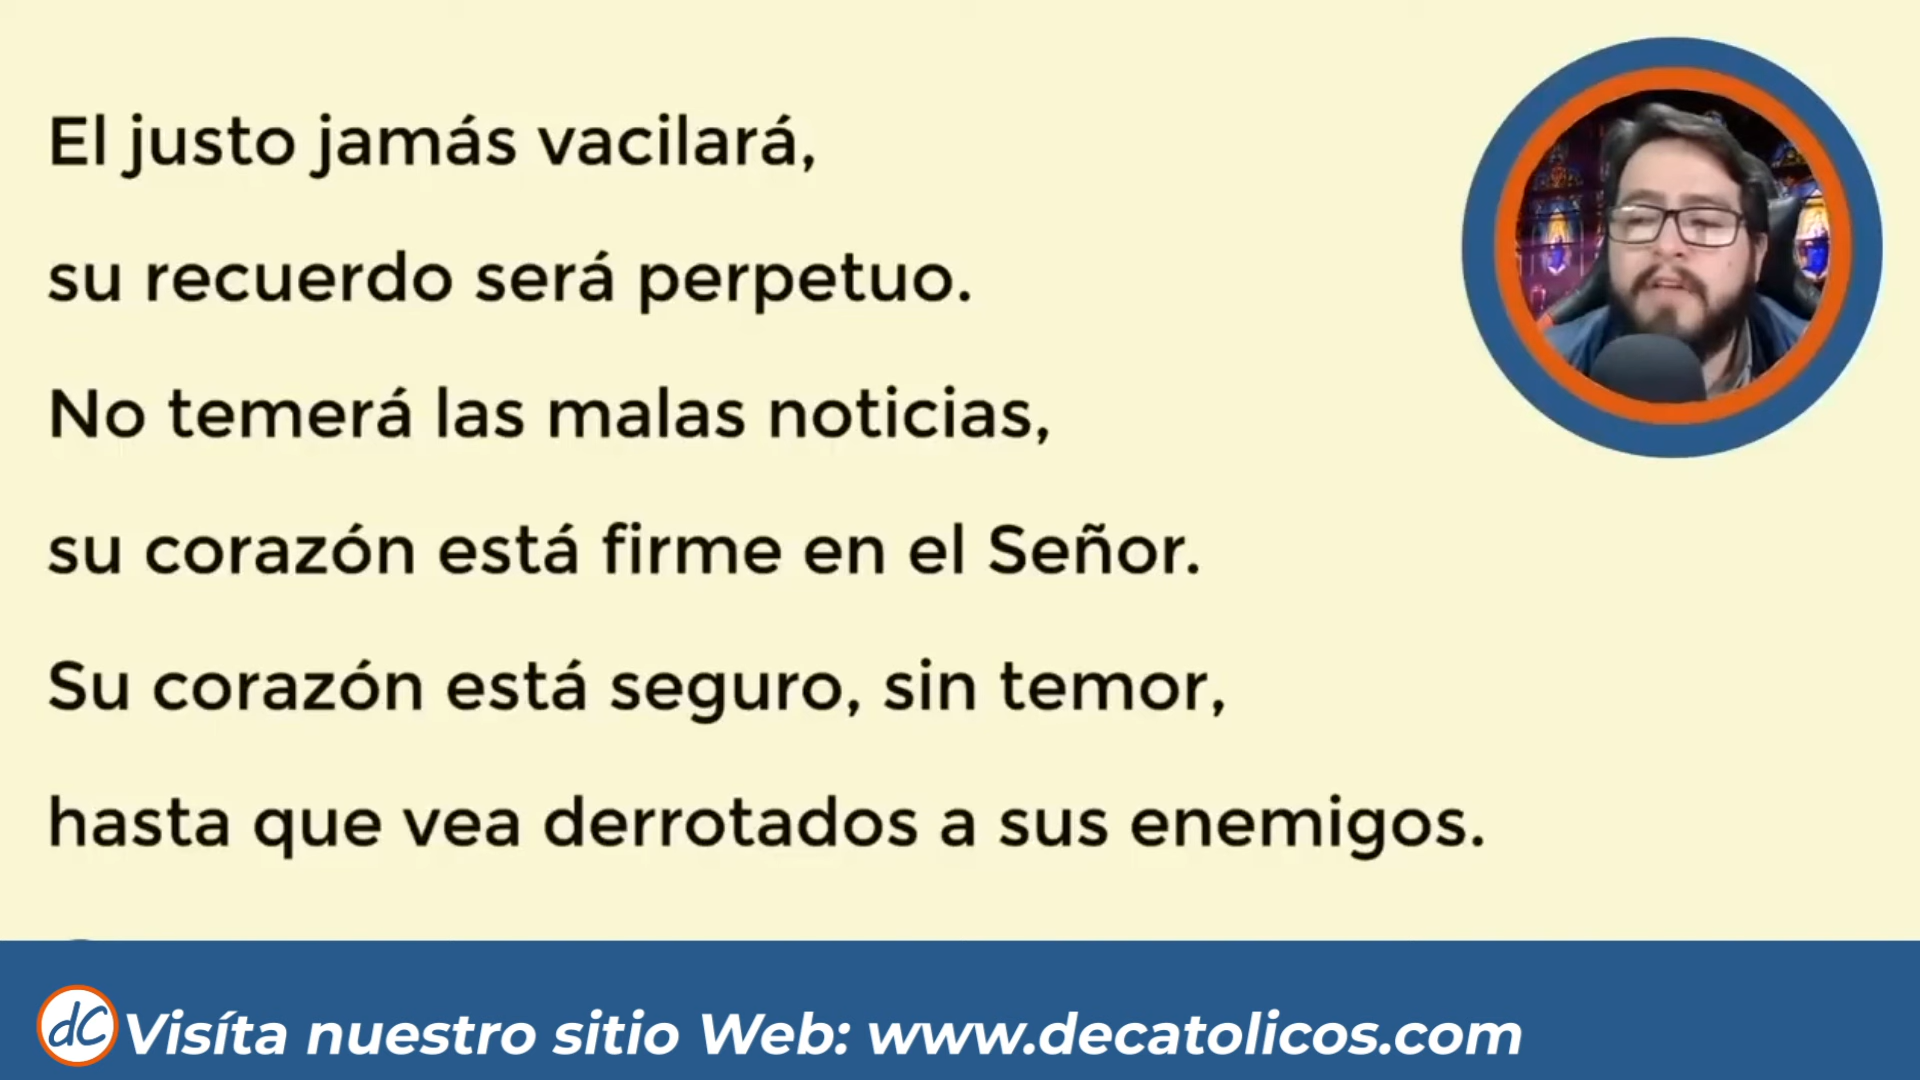 El justo jamás vacilará,
su recuerdo será perpetuo.
No temerá las malas noticias,
su corazón está firme en el Señor.
Su corazón está seguro, sin temor,
hasta que vea derrotados a sus enemigos.
dC Visíta nuestro sitio Web: www.decatolicos.com